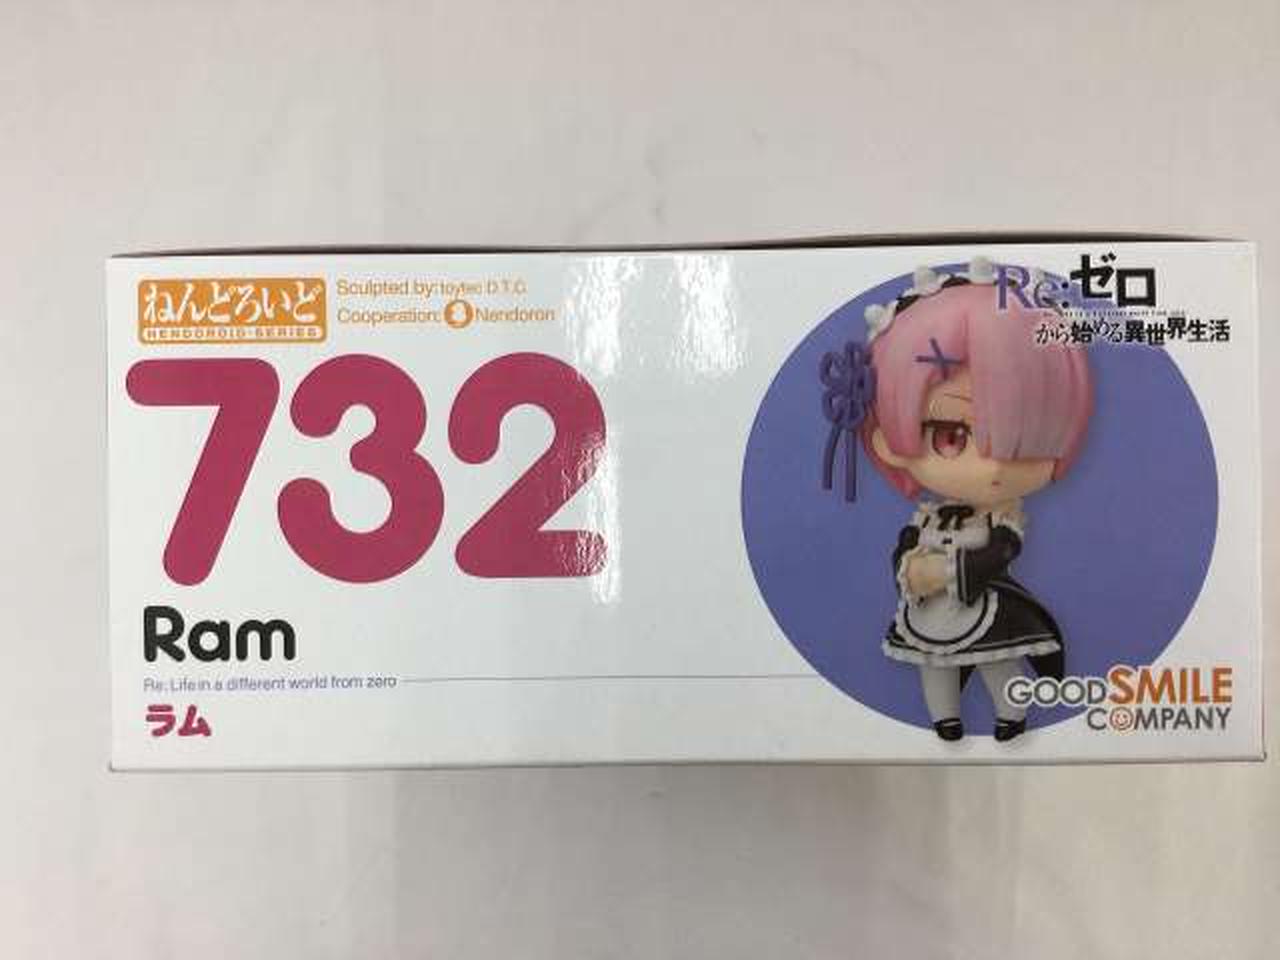 ねんどろいど
NENDOROID SERIES
Sculpted by: toytec D.T.C
Cooperation: Nendoron
732
Ram
Re: Life in a different world from zero
ラム
Re:ゼロ
から始める異世界生活
GOOD SMILE
COMPANY